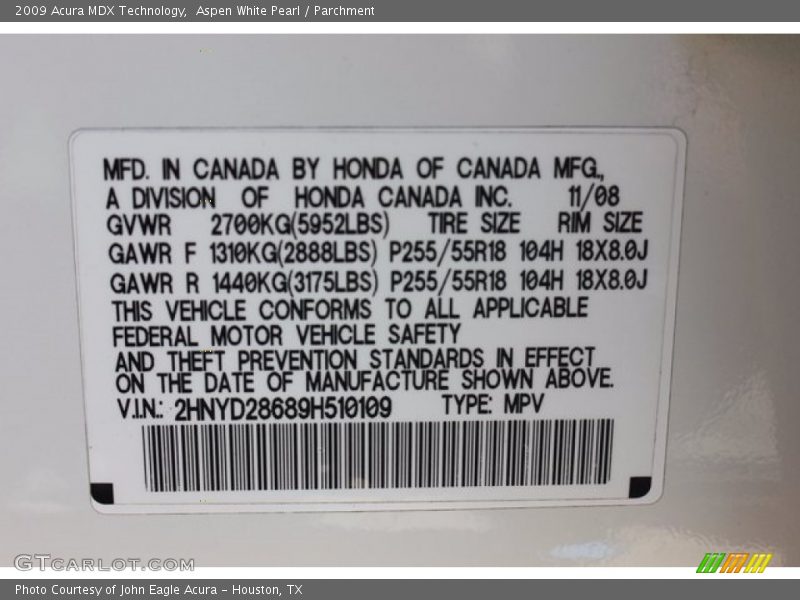 2009 Acura MDX Technology,  Aspen White Pearl / Parchment
MFD. IN CANADA BY HONDA OF CANADA MFG.,
A DIVISION OF HONDA CANADA INC. 11/08
GVWR 2700KG(5952LBS) TIRE SIZE RIM SIZE
GAWR F 1310KG(2888LBS) P255/55R18 104H 18X8.0J
GAWR R 1440KG(3175LBS) P255/55R18 104H 18X8.0J
THIS VEHICLE CONFORMS TO ALL APPLICABLE
FEDERAL MOTOR VEHICLE SAFETY
AND THEFT PREVENTION STANDARDS IN EFFECT
ON THE DATE OF MANUFACTURE SHOWN ABOVE.
V.I.N.: 2HNYD28689H510109 TYPE: MPV
GTCARLOT.COM
Photo Courtesy of John Eagle Acura - Houston, TX